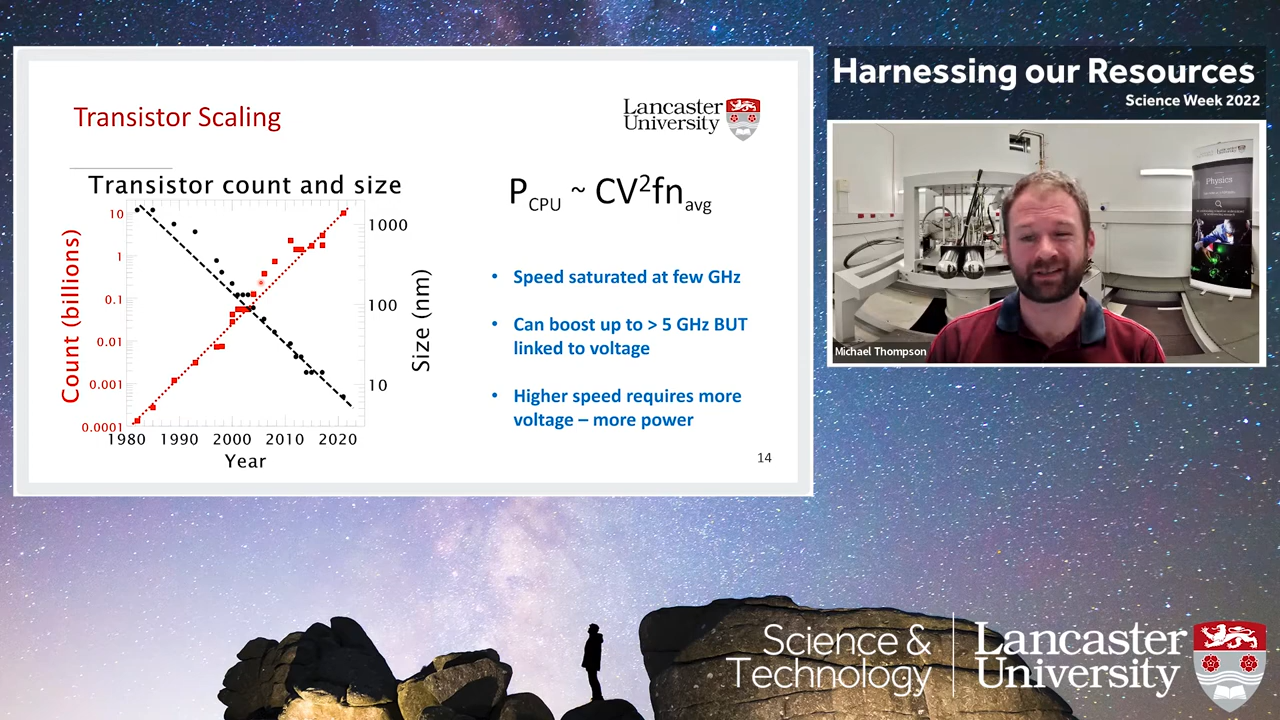 Transistor Scaling
Lancaster
University
Transistor count and size
Count (billions)
10
1
0.1
0.01
0.001
0.0001
1980 1990 2000 2010 2020
Year
1000
100
10
Size (nm)
P_CPU ~ CV²fn_avg
• Speed saturated at few GHz
• Can boost up to > 5 GHz BUT
linked to voltage
• Higher speed requires more
voltage – more power
14
Harnessing our Resources
Science Week 2022
Physics
Michael Thompson
Science &
Technology
Lancaster
University